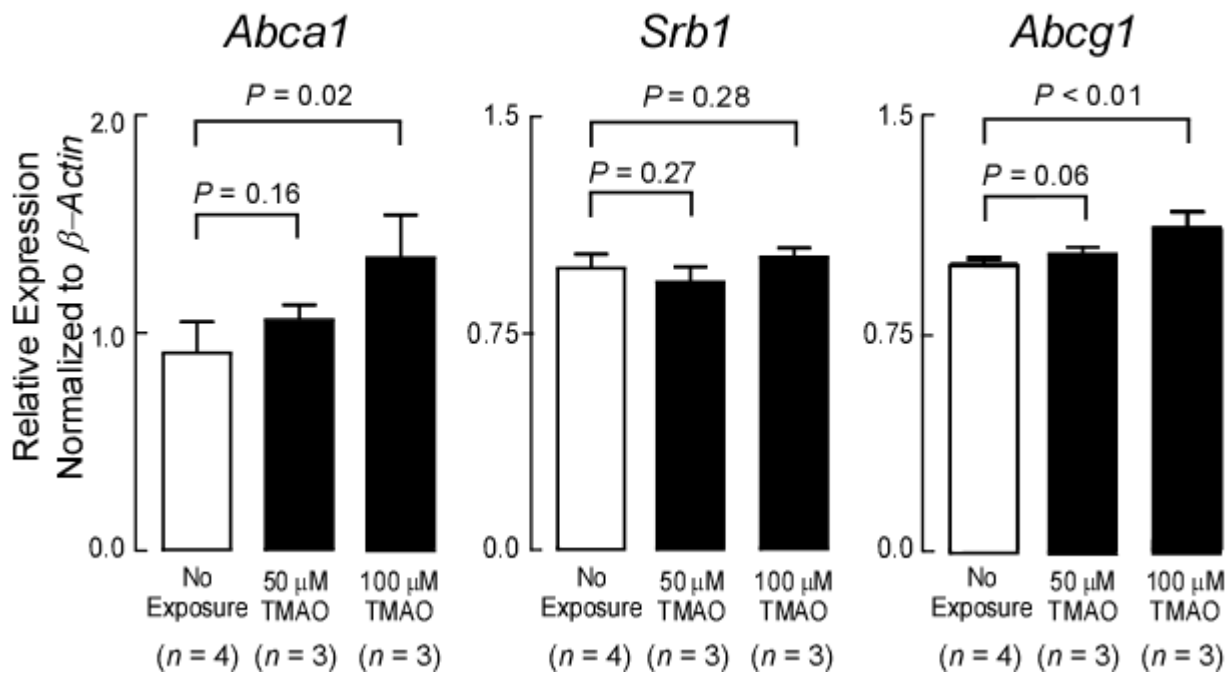 Abca1
Srb1
Abcg1
Relative Expression
Normalized to β–Actin
P = 0.02
P = 0.16
2.0
1.0
0.0
No
Exposure
(n = 4)
50 μM
TMAO
(n = 3)
100 μM
TMAO
(n = 3)
P = 0.28
P = 0.27
1.5
0.75
0.0
No
Exposure
(n = 4)
50 μM
TMAO
(n = 3)
100 μM
TMAO
(n = 3)
P < 0.01
P = 0.06
1.5
0.75
0.0
No
Exposure
(n = 4)
50 μM
TMAO
(n = 3)
100 μM
TMAO
(n = 3)